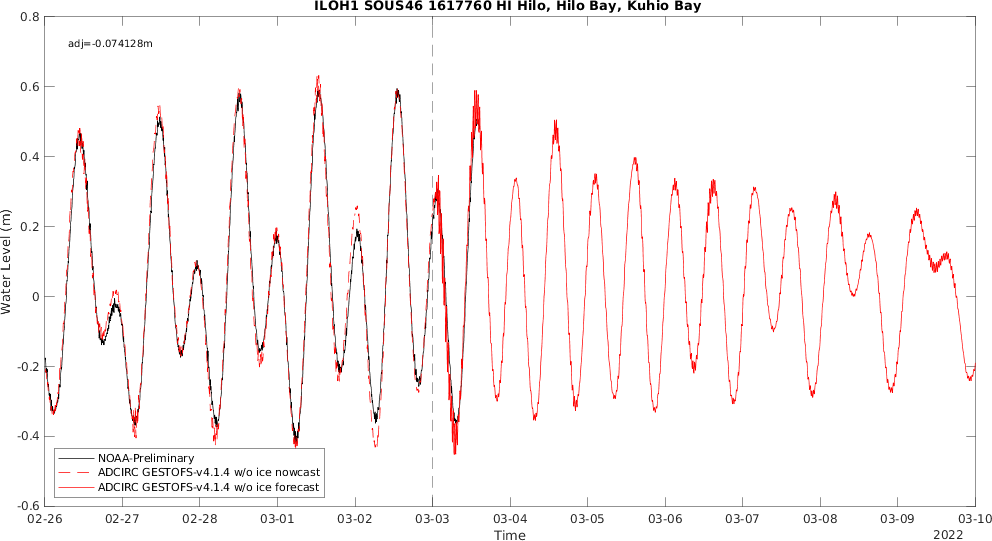 ILOH1 SOUS46 1617760 HI Hilo, Hilo Bay, Kuhio Bay
0.8
adj=-0.074128m
0.6
0.4
0.2
0
-0.2
-0.4
-0.6
Water Level (m)
NOAA-Preliminary
ADCIRC GESTOFS-v4.1.4 w/o ice nowcast
ADCIRC GESTOFS-v4.1.4 w/o ice forecast
02-26 02-27 02-28 03-01 03-02 03-03 03-04 03-05 03-06 03-07 03-08 03-09 03-10
Time
2022